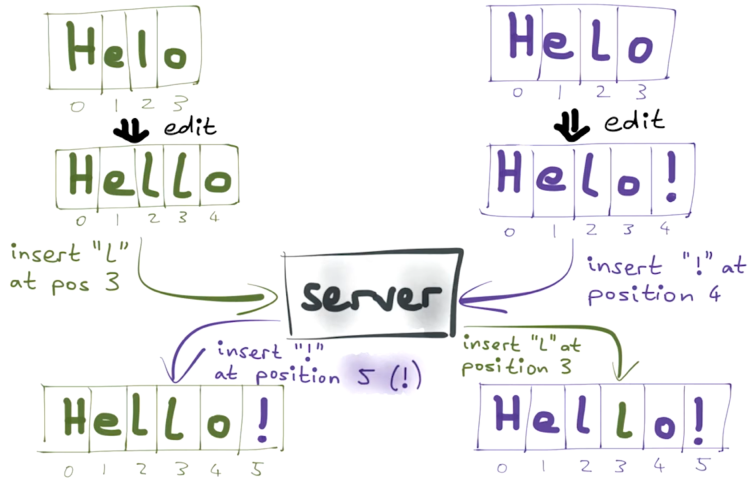 Helo
0 1 2 3
edit
Hello
0 1 2 3 4
insert "L"
at pos 3
Helo
0 1 2 3
edit
Helo!
0 1 2 3 4
insert "!" at
position 4
server
insert "!"
at position 5 (!)
Hello!
0 1 2 3 4 5
insert "L" at
position 3
Hello!
0 1 2 3 4 5